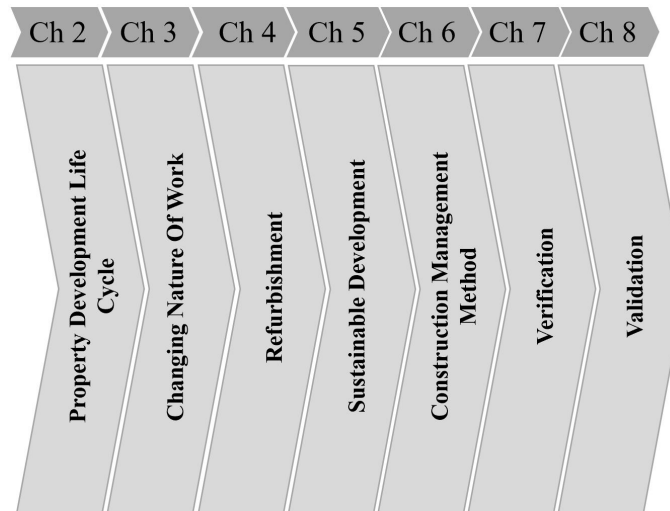 Ch 2
Ch 3
Ch 4
Ch 5
Ch 6
Ch 7
Ch 8
Property Development Life
Cycle
Changing Nature Of Work
Refurbishment
Sustainable Development
Construction Management
Method
Verification
Validation